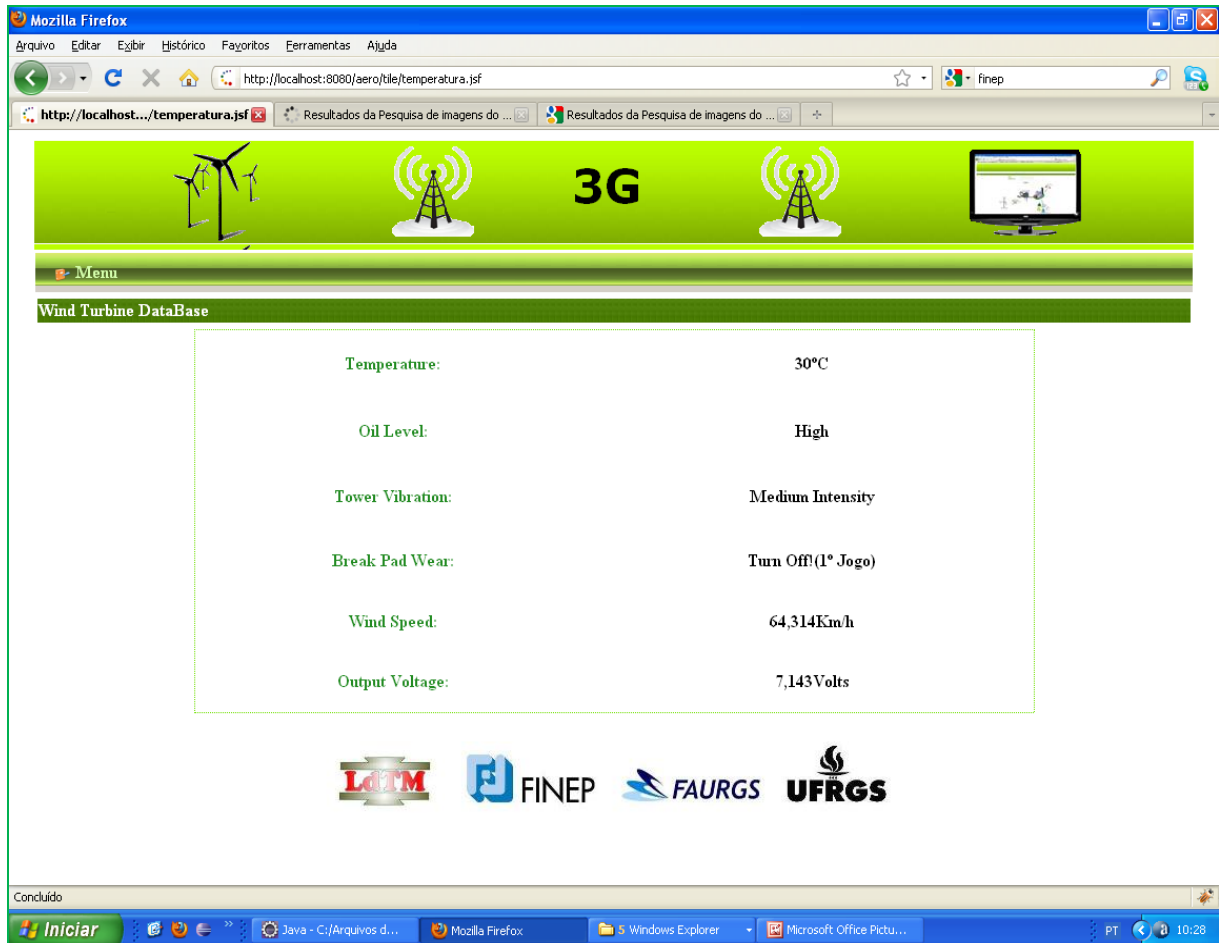 Mozilla Firefox
Arquivo Editar Exibir Histórico Favoritos Ferramentas Ajuda
http://localhost:8080/aero/tile/temperatura.jsf
finep
http://localhost.../temperatura.jsf Resultados da Pesquisa de imagens do ... Resultados da Pesquisa de imagens do ...
3G
Menu
Wind Turbine DataBase
Temperature: 30°C
Oil Level: High
Tower Vibration: Medium Intensity
Break Pad Wear: Turn Off!(1° Jogo)
Wind Speed: 64,314Km/h
Output Voltage: 7,143Volts
LdTM FINEP FAURGS UFRGS
Concluído
Iniciar Java - C:/Arquivos d... Mozilla Firefox 5 Windows Explorer Microsoft Office Pictu... PT 10:28